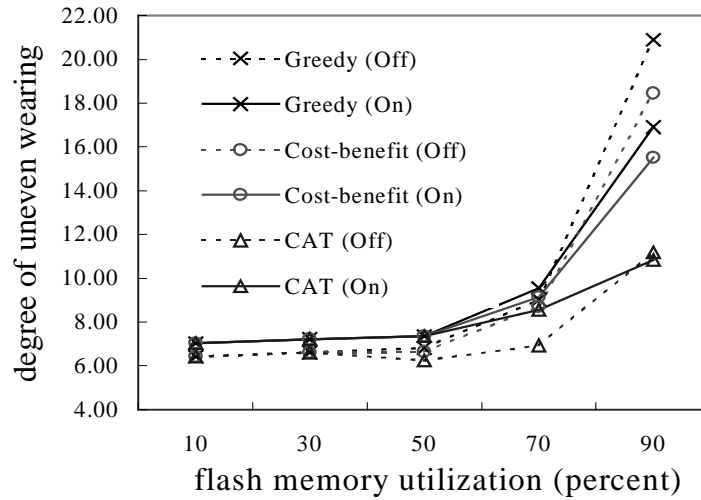 22.00
20.00
18.00
16.00
14.00
12.00
10.00
8.00
6.00
4.00
degree of uneven wearing
Greedy (Off)
Greedy (On)
Cost-benefit (Off)
Cost-benefit (On)
CAT (Off)
CAT (On)
10 30 50 70 90
flash memory utilization (percent)